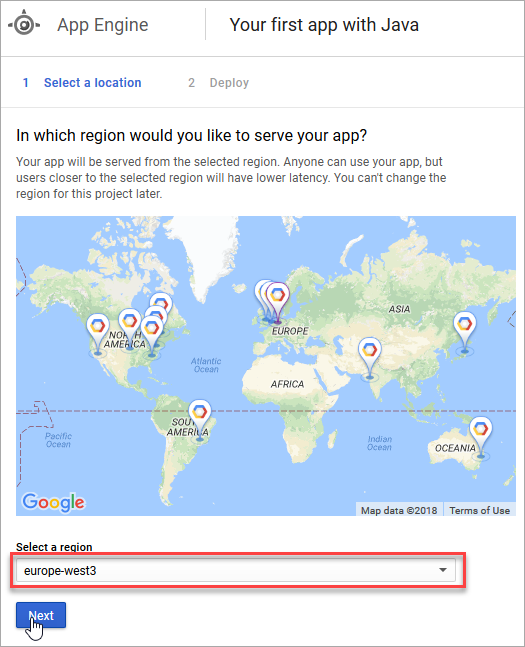 App Engine
Your first app with Java
1 Select a location
2 Deploy
In which region would you like to serve your app?
Your app will be served from the selected region. Anyone can use your app, but
users closer to the selected region will have lower latency. You can't change the
region for this project later.
ASIA
EUROPE
NORTH
AMERICA
Atlantic
Ocean
AFRICA
Pacific
Ocean
SOUTH
AMERICA
Indian
Ocean
OCEANIA
Google
Map data ©2018
Terms of Use
Select a region
europe-west3
Next